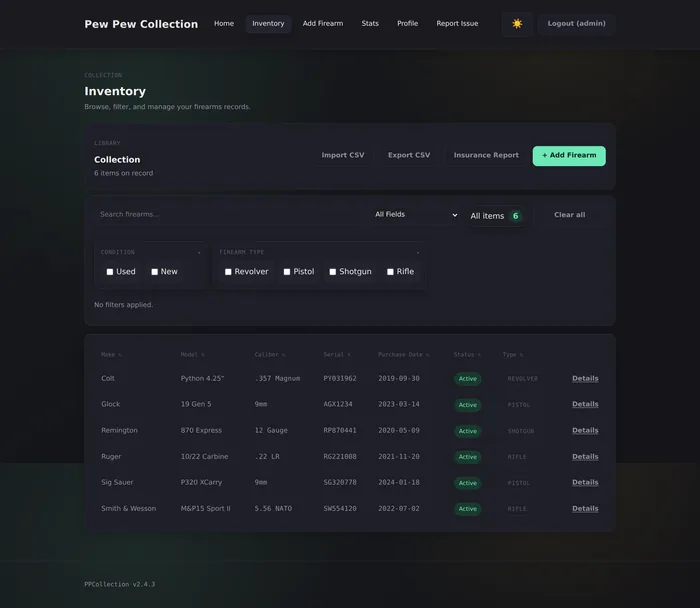 Pew Pew Collection Home Inventory Add Firearm Stats Profile Report Issue Logout (admin)
COLLECTION
Inventory
Browse, filter, and manage your firearms records.
LIBRARY
Collection
6 items on record
Import CSV Export CSV Insurance Report + Add Firearm
Search firearms... All Fields All items 6 Clear all
CONDITION FIREARM TYPE
Used New Revolver Pistol Shotgun Rifle
No filters applied.
Make Model Caliber Serial Purchase Date Status Type
Colt Python 4.25" .357 Magnum PY031962 2019-09-30 Active REVOLVER Details
Glock 19 Gen 5 9mm AGX1234 2023-03-14 Active PISTOL Details
Remington 870 Express 12 Gauge RP870441 2020-05-09 Active SHOTGUN Details
Ruger 10/22 Carbine .22 LR RG221008 2021-11-20 Active RIFLE Details
Sig Sauer P320 XCarry 9mm SG320778 2024-01-18 Active PISTOL Details
Smith & Wesson M&P15 Sport II 5.56 NATO SW554120 2022-07-02 Active RIFLE Details
PPCollection v2.4.3